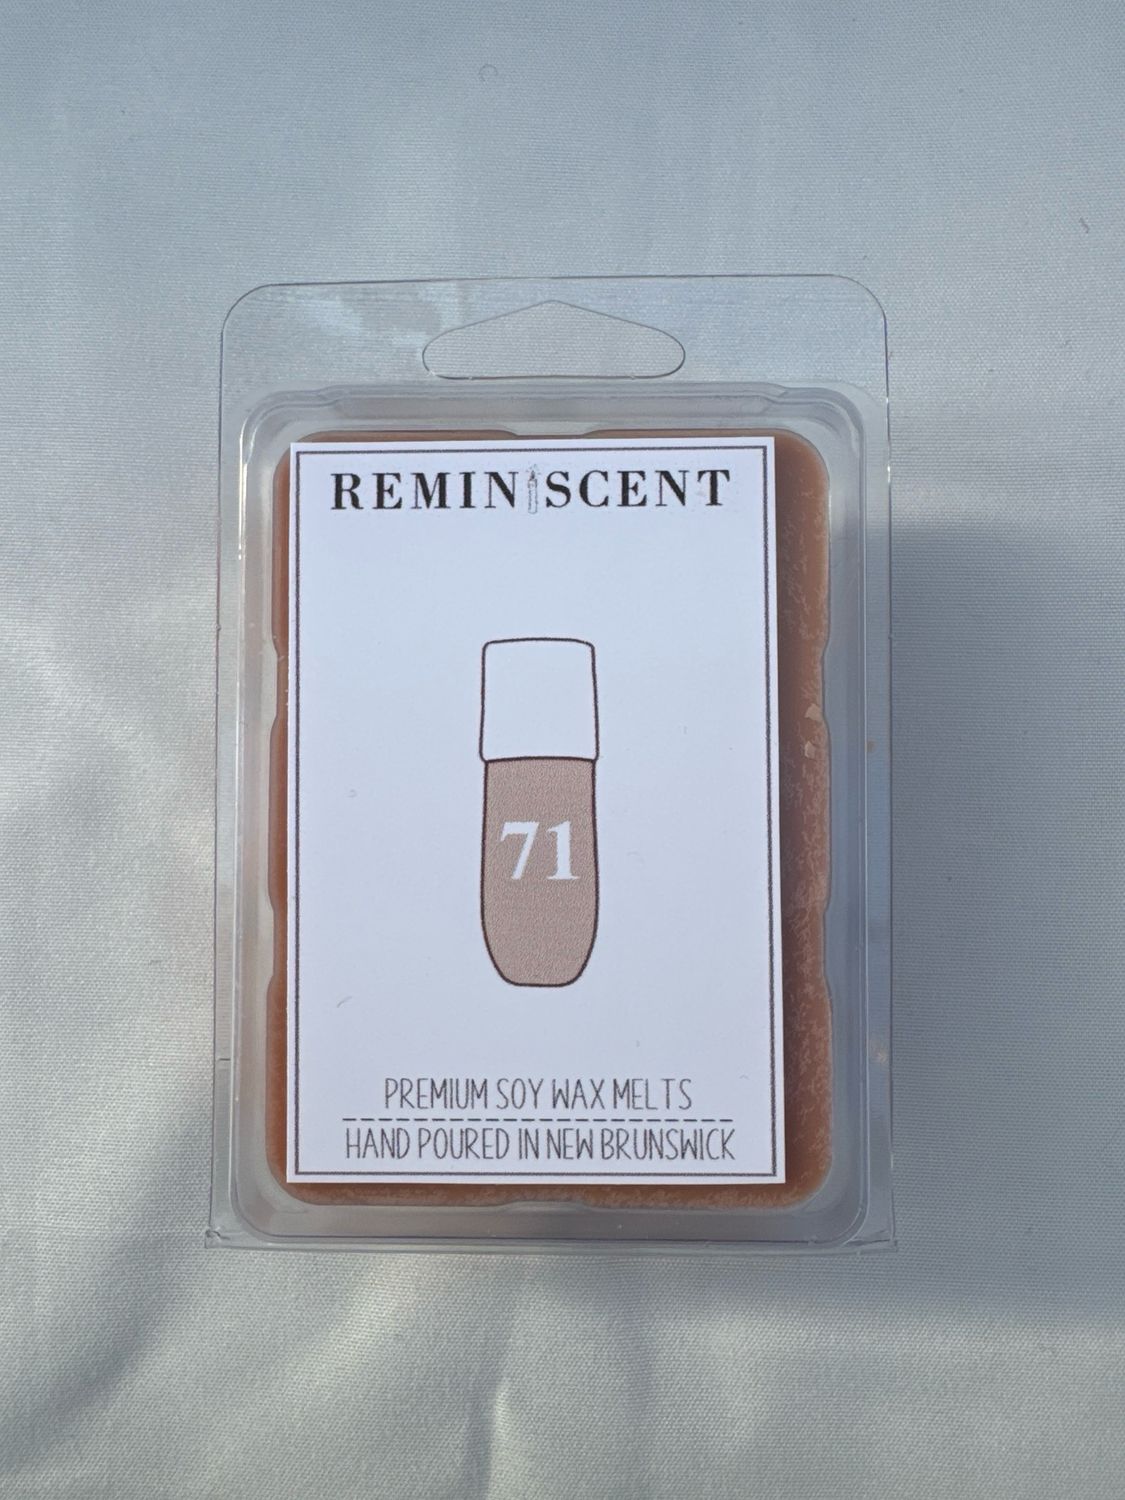 REMINISCENT
71
PREMIUM SOY WAX MELTS
HAND POURED IN NEW BRUNSWICK